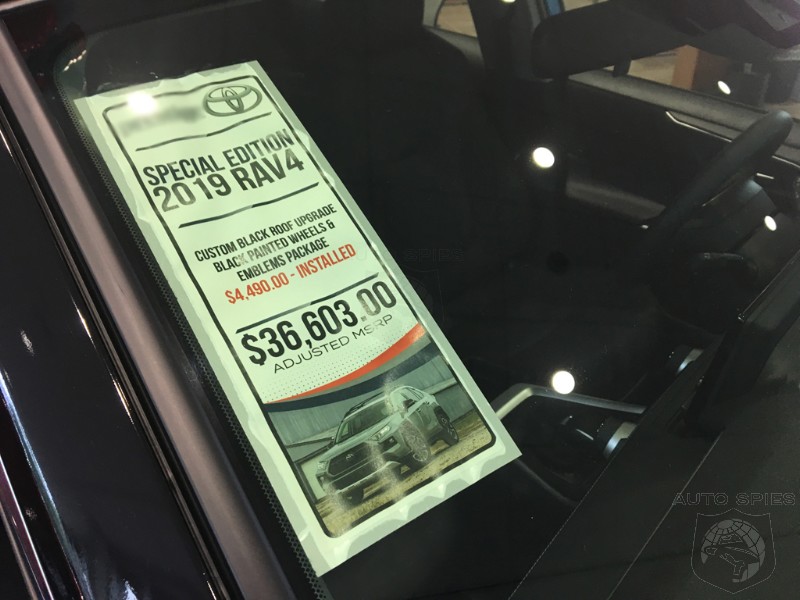 SPECIAL EDITION
2019 RAV4
CUSTOM BLACK ROOF UPGRADE
BLACK PAINTED WHEELS &
EMBLEMS PACKAGE
$4,490.00 - INSTALLED
$36,603.00
ADJUSTED MSRP
AUTO SPIES